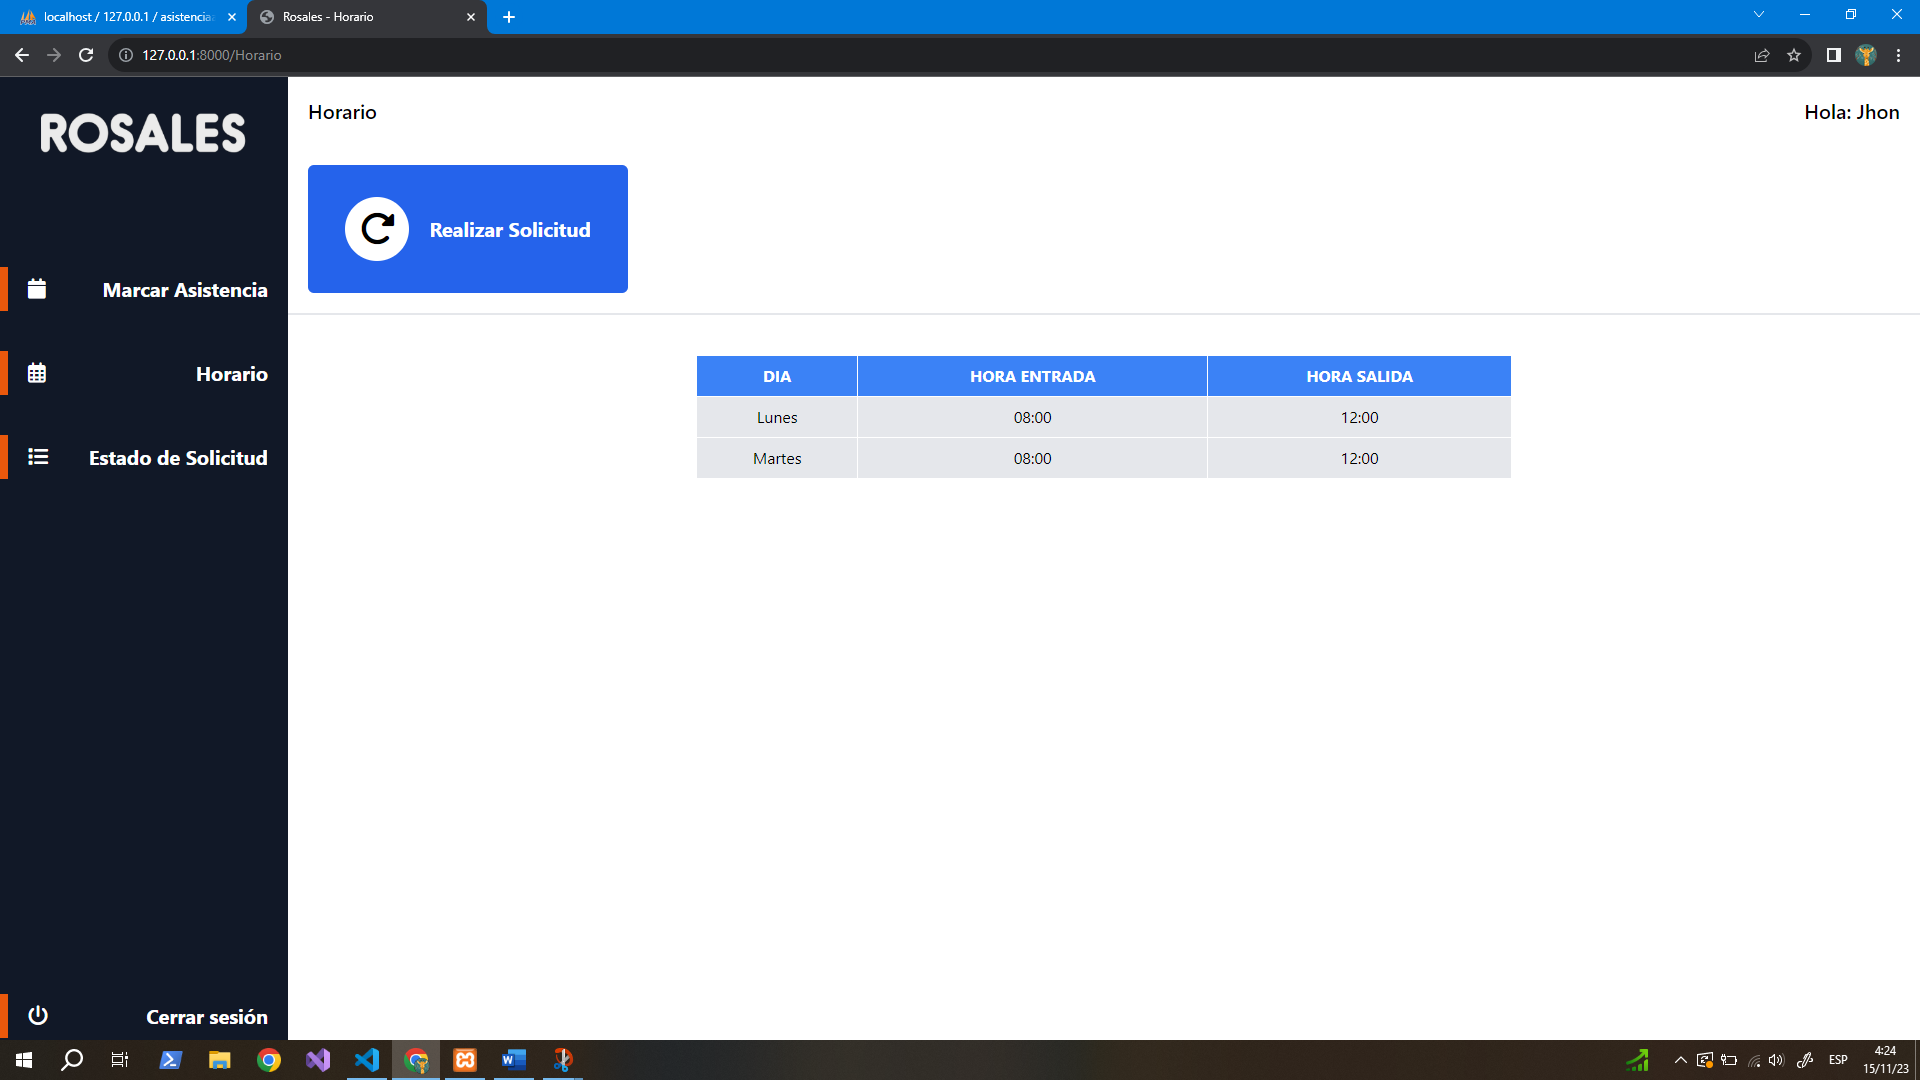 localhost / 127.0.0.1 / asistencia
Rosales - Horario
127.0.0.1:8000/Horario
ROSALES
Marcar Asistencia
Horario
Estado de Solicitud
Cerrar sesión
Horario
Hola: Jhon
Realizar Solicitud
DIA HORA ENTRADA HORA SALIDA
Lunes 08:00 12:00
Martes 08:00 12:00
ESP
4:24
15/11/23